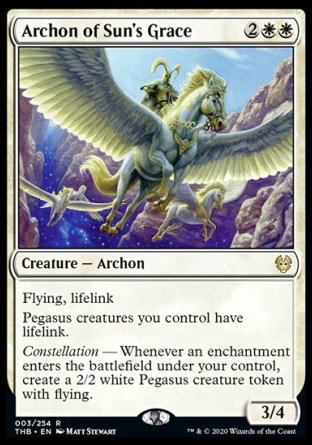 Archon of Sun's Grace 2
Creature — Archon
Flying, lifelink
Pegasus creatures you control have
lifelink.
Constellation — Whenever an enchantment
enters the battlefield under your control,
create a 2/2 white Pegasus creature token
with flying.
3/4
003/254 R
THB • EN Matt Stewart
™ & © 2020 Wizards of the Coast